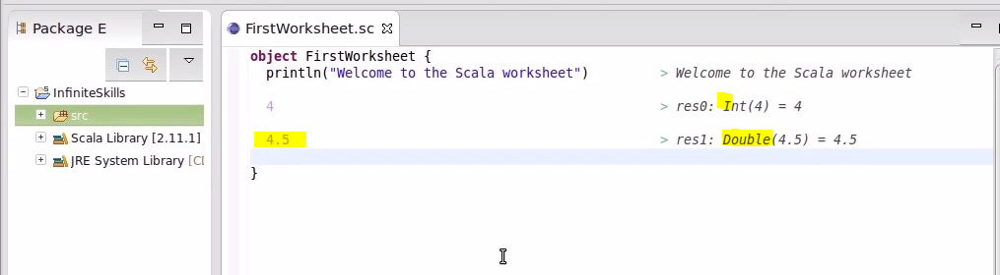 Package E
FirstWorksheet.sc
InfiniteSkills
src
Scala Library [2.11.1]
JRE System Library
object FirstWorksheet {
println("Welcome to the Scala worksheet") > Welcome to the Scala worksheet
4 > res0: Int(4) = 4
4.5 > res1: Double(4.5) = 4.5
}